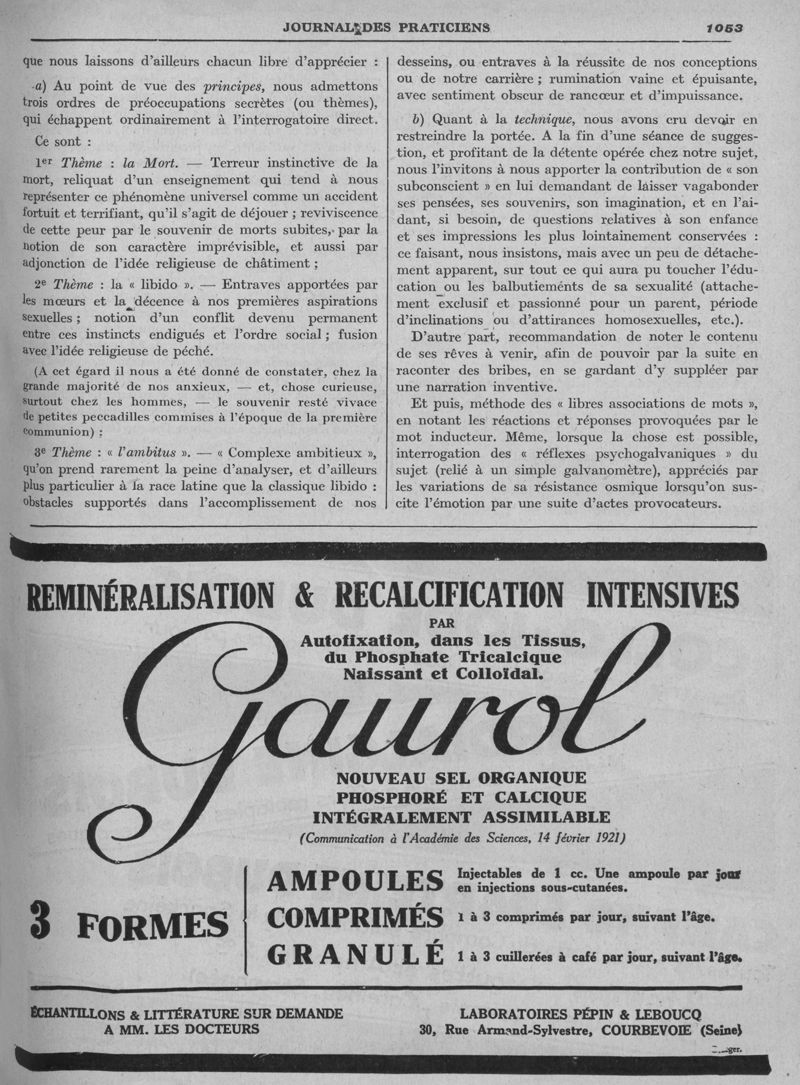 JOURNAL DES PRATICIENS
1053
que nous laissons d'ailleurs chacun libre d'apprécier :
a) Au point de vue des principes, nous admettons
trois ordres de préoccupations secrètes (ou thèmes),
qui échappent ordinairement à l'interrogatoire direct.
Ce sont :
1er Thème : la Mort. — Terreur instinctive de la
mort, reliquat d'un enseignement qui tend à nous
représenter ce phénomène universel comme un accident
fortuit et terrifiant, qu'il s'agit de déjouer ; reviviscence
de cette peur par le souvenir de morts subites, par la
notion de son caractère imprévisible, et aussi par
adjonction de l'idée religieuse de châtiment ;
2e Thème : la « libido ». — Entraves apportées par
les mœurs et la décence à nos premières aspirations
sexuelles ; notion d'un conflit devenu permanent
entre ces instincts endigués et l'ordre social ; fusion
avec l'idée religieuse de péché.
(A cet égard il nous a été donné de constater, chez la
grande majorité de nos anxieux, — et, chose curieuse,
surtout chez les hommes, — le souvenir resté vivace
de petites peccadilles commises à l'époque de la première
communion) :
3e Thème : « l'ambitus ». — « Complexe ambitieux »,
qu'on prend rarement la peine d'analyser, et d'ailleurs
plus particulier à la race latine que la classique libido :
obstacles supportés dans l'accomplissement de nos
desseins, ou entraves à la réussite de nos conceptions
ou de notre carrière ; rumination vaine et épuisante,
avec sentiment obscur de rancœur et d'impuissance.
b) Quant à la technique, nous avons cru devoir en
restreindre la portée. A la fin d'une séance de sugges-
tion, et profitant de la détente opérée chez notre sujet,
nous l'invitons à nous apporter la contribution de « son
subconscient » en lui demandant de laisser vagabonder
ses pensées, ses souvenirs, son imagination, et en l'ai-
dant, si besoin, de questions relatives à son enfance
et ses impressions les plus lointainement conservées :
ce faisant, nous insistons, mais avec un peu de détache-
ment apparent, sur tout ce qui aura pu toucher l'édu-
cation ou les balbutiements de sa sexualité (attache-
ment exclusif et passionné pour un parent, période
d'inclinations ou d'attirances homosexuelles, etc.).
D'autre part, recommandation de noter le contenu
de ses rêves à venir, afin de pouvoir par la suite en
raconter des bribes, en se gardant d'y suppléer par
une narration inventive.
Et puis, méthode des « libres associations de mots »,
en notant les réactions et réponses provoquées par le
mot inducteur. Même, lorsque la chose est possible,
interrogation des « réflexes psychogalvaniques » du
sujet (relié à un simple galvanomètre), appréciés par
les variations de sa résistance osmique lorsqu'on sus-
cite l'émotion par une suite d'actes provocateurs.
REMINÉRALISATION & RECALCIFICATION INTENSIVES
PAR
Autofixation, dans les Tissus,
du Phosphate Tricalcique
Naissant et Colloïdal.
Gaurol
NOUVEAU SEL ORGANIQUE
PHOSPHORÉ ET CALCIQUE
INTÉGRALEMENT ASSIMILABLE
(Communication à l'Académie des Sciences, 14 février 1921)
3 FORMES
AMPOULES Injectables de 1 cc. Une ampoule par jour
en injections sous-cutanées.
COMPRIMÉS 1 à 3 comprimés par jour, suivant l'âge.
GRANULÉ 1 à 3 cuillerées à café par jour, suivant l'âge.
ÉCHANTILLONS & LITTÉRATURE SUR DEMANDE
A MM. LES DOCTEURS
LABORATOIRES PÉPIN & LEBOUCQ
30, Rue Armand-Sylvestre, COURBEVOIE (Seine)